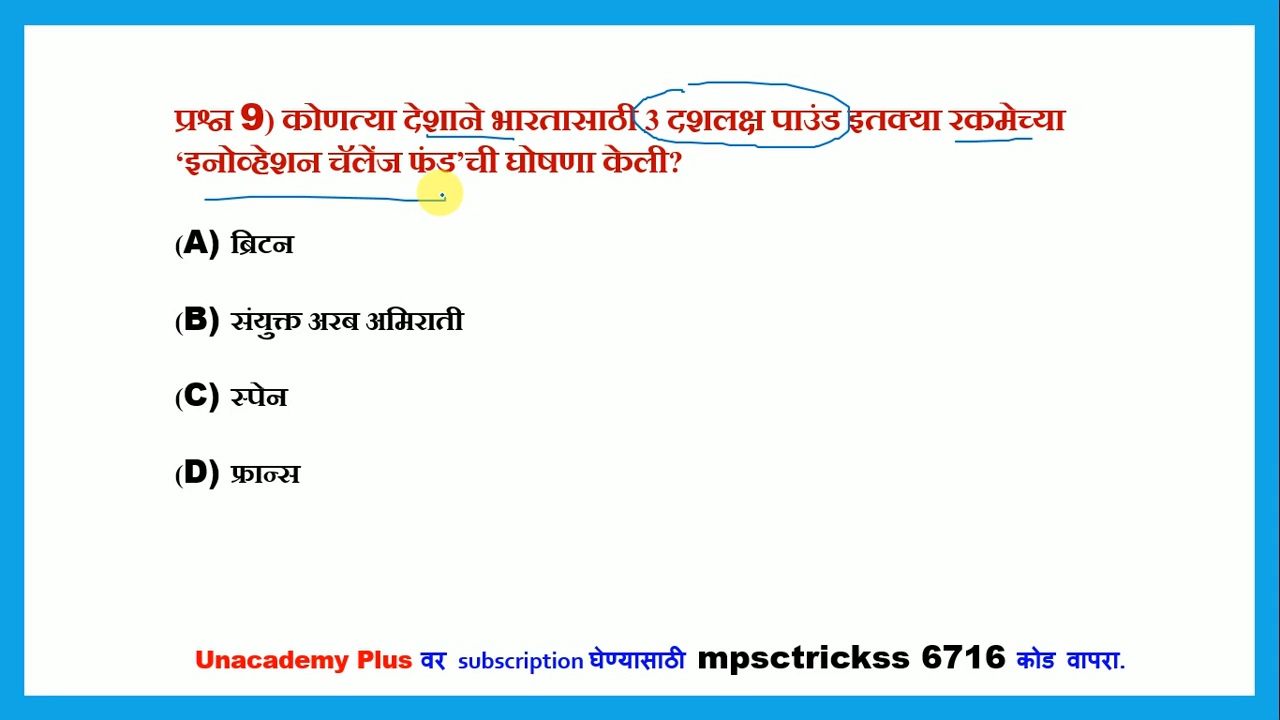 प्रश्न 9) कोणत्या देशाने भारतासाठी 3 दशलक्ष पाउंड इतक्या रकमेच्या
‘इनोव्हेशन चॅलेंज फंड’ची घोषणा केली?
(A) ब्रिटन
(B) संयुक्त अरब अमिराती
(C) स्पेन
(D) फ्रान्स
Unacademy Plus वर subscription घेण्यासाठी mpsctrickss 6716 कोड वापरा.